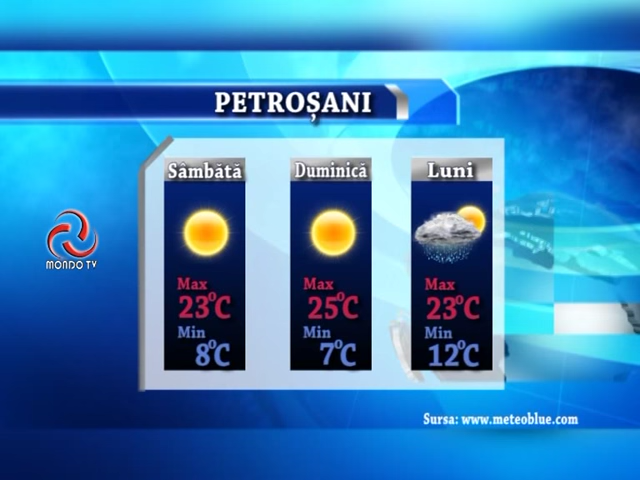 PETROȘANI
Sâmbătă
Max
23°C
Min
8°C
Duminică
Max
25°C
Min
7°C
Luni
Max
23°C
Min
12°C
MONDO TV
Sursa: www.meteoblue.com